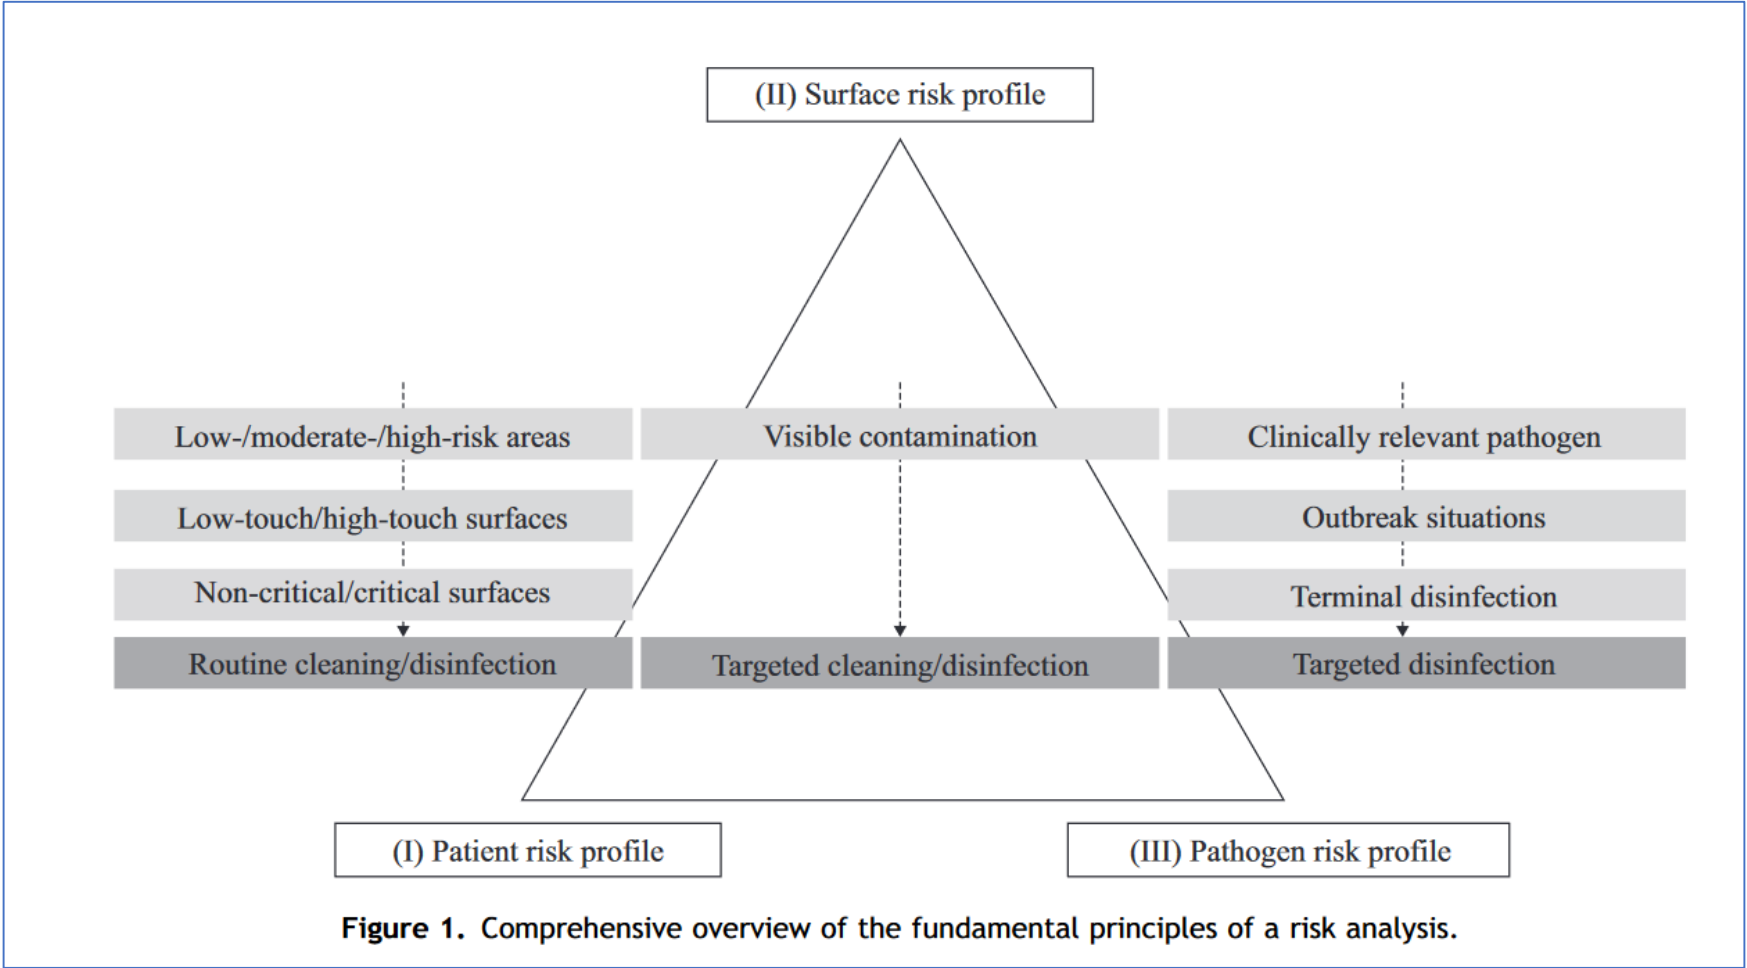 (II) Surface risk profile
Low-/moderate-/high-risk areas
Visible contamination
Clinically relevant pathogen
Low-touch/high-touch surfaces
Outbreak situations
Non-critical/critical surfaces
Terminal disinfection
Routine cleaning/disinfection
Targeted cleaning/disinfection
Targeted disinfection
(I) Patient risk profile
(III) Pathogen risk profile
Figure 1. Comprehensive overview of the fundamental principles of a risk analysis.